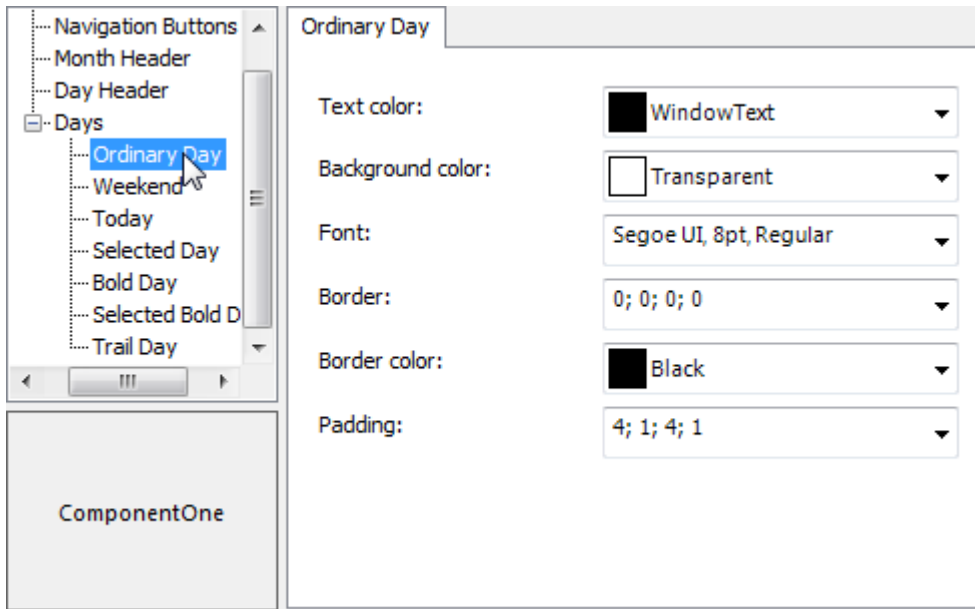 Navigation Buttons
Month Header
Day Header
Days
Ordinary Day
Weekend
Today
Selected Day
Bold Day
Selected Bold D
Trail Day
ComponentOne
Ordinary Day
Text color: WindowText
Background color: Transparent
Font: Segoe UI, 8pt, Regular
Border: 0; 0; 0; 0
Border color: Black
Padding: 4; 1; 4; 1